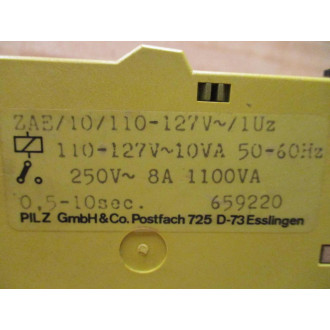 ZAE/10/110-127V~/1Uz
110-127V~10VA 50-60Hz
250V~ 8A 1100VA
0,5-10sec. 659220
PILZ GmbH&Co. Postfach 725 D-73 Esslingen